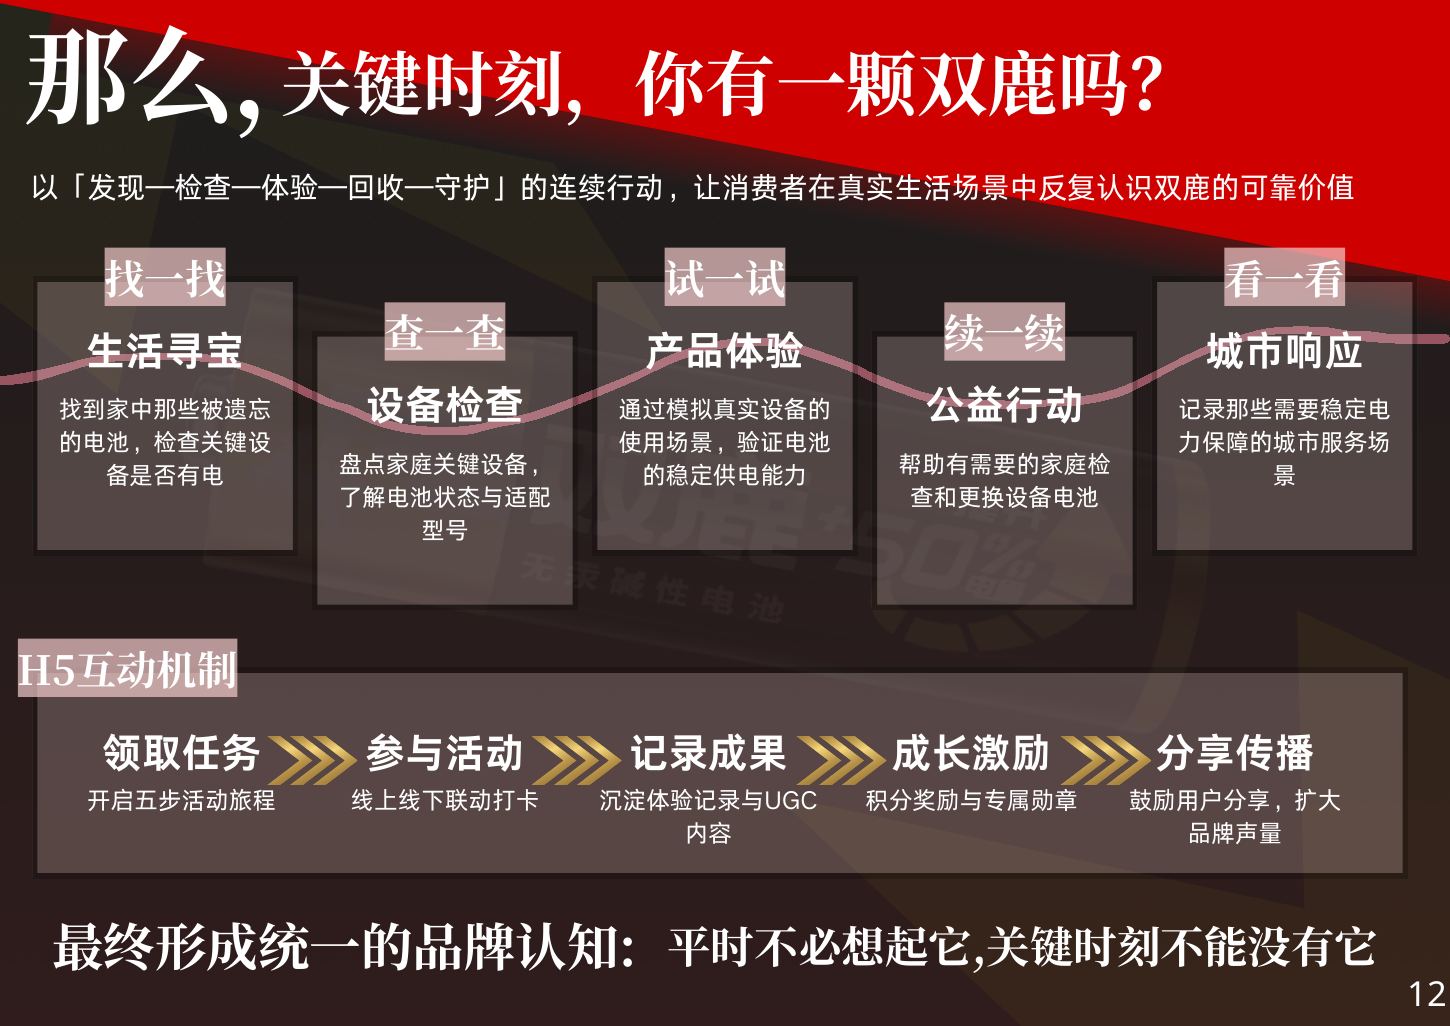 那么,关键时刻，你有一颗双鹿吗？
以「发现—检查—体验—回收—守护」的连续行动，让消费者在真实生活场景中反复认识双鹿的可靠价值
找一找
生活寻宝
找到家中那些被遗忘
的电池，检查关键设
备是否有电
查一查
设备检查
盘点家庭关键设备，
了解电池状态与适配
型号
试一试
产品体验
通过模拟真实设备的
使用场景，验证电池
的稳定供电能力
续一续
公益行动
帮助有需要的家庭检
查和更换设备电池
看一看
城市响应
记录那些需要稳定电
力保障的城市服务场
景
双鹿
+50%
电量
无汞碱性电池
H5互动机制
领取任务
开启五步活动旅程
参与活动
线上线下联动打卡
记录成果
沉淀体验记录与UGC
内容
成长激励
积分奖励与专属勋章
分享传播
鼓励用户分享，扩大
品牌声量
最终形成统一的品牌认知：平时不必想起它,关键时刻不能没有它
12